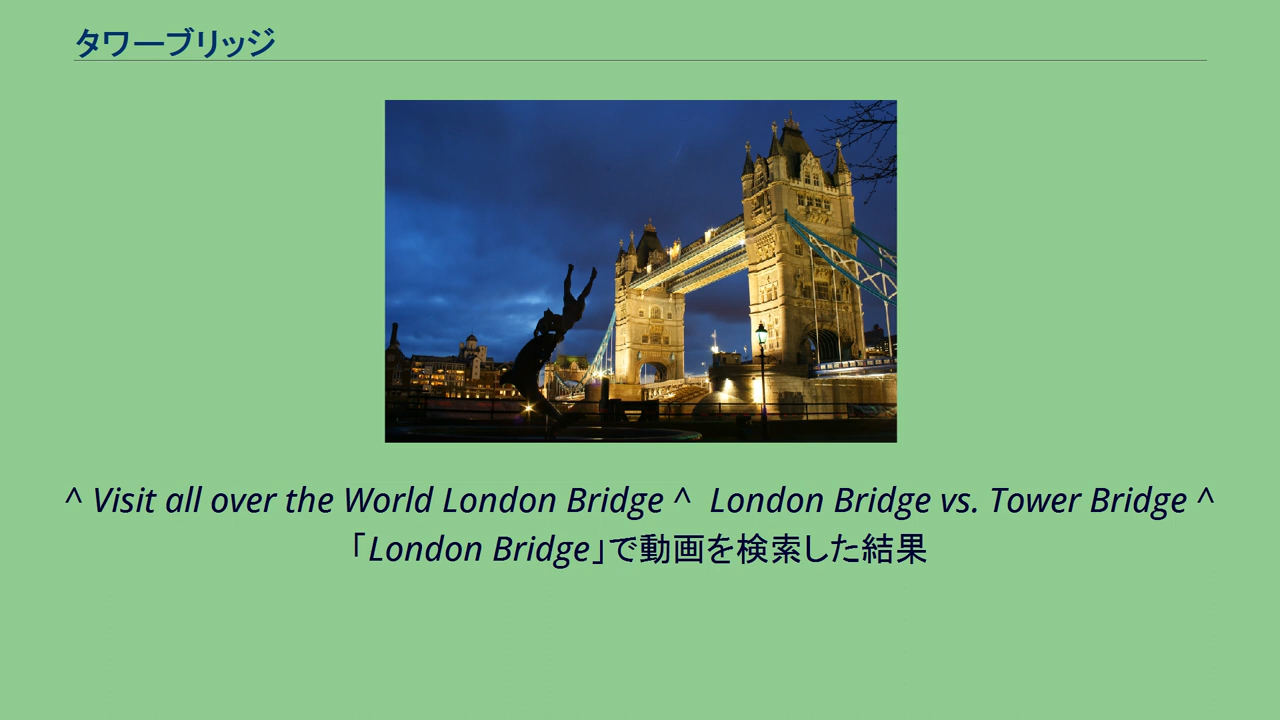 タワーブリッジ
^ Visit all over the World London Bridge ^ London Bridge vs. Tower Bridge ^
「London Bridge」で動画を検索した結果